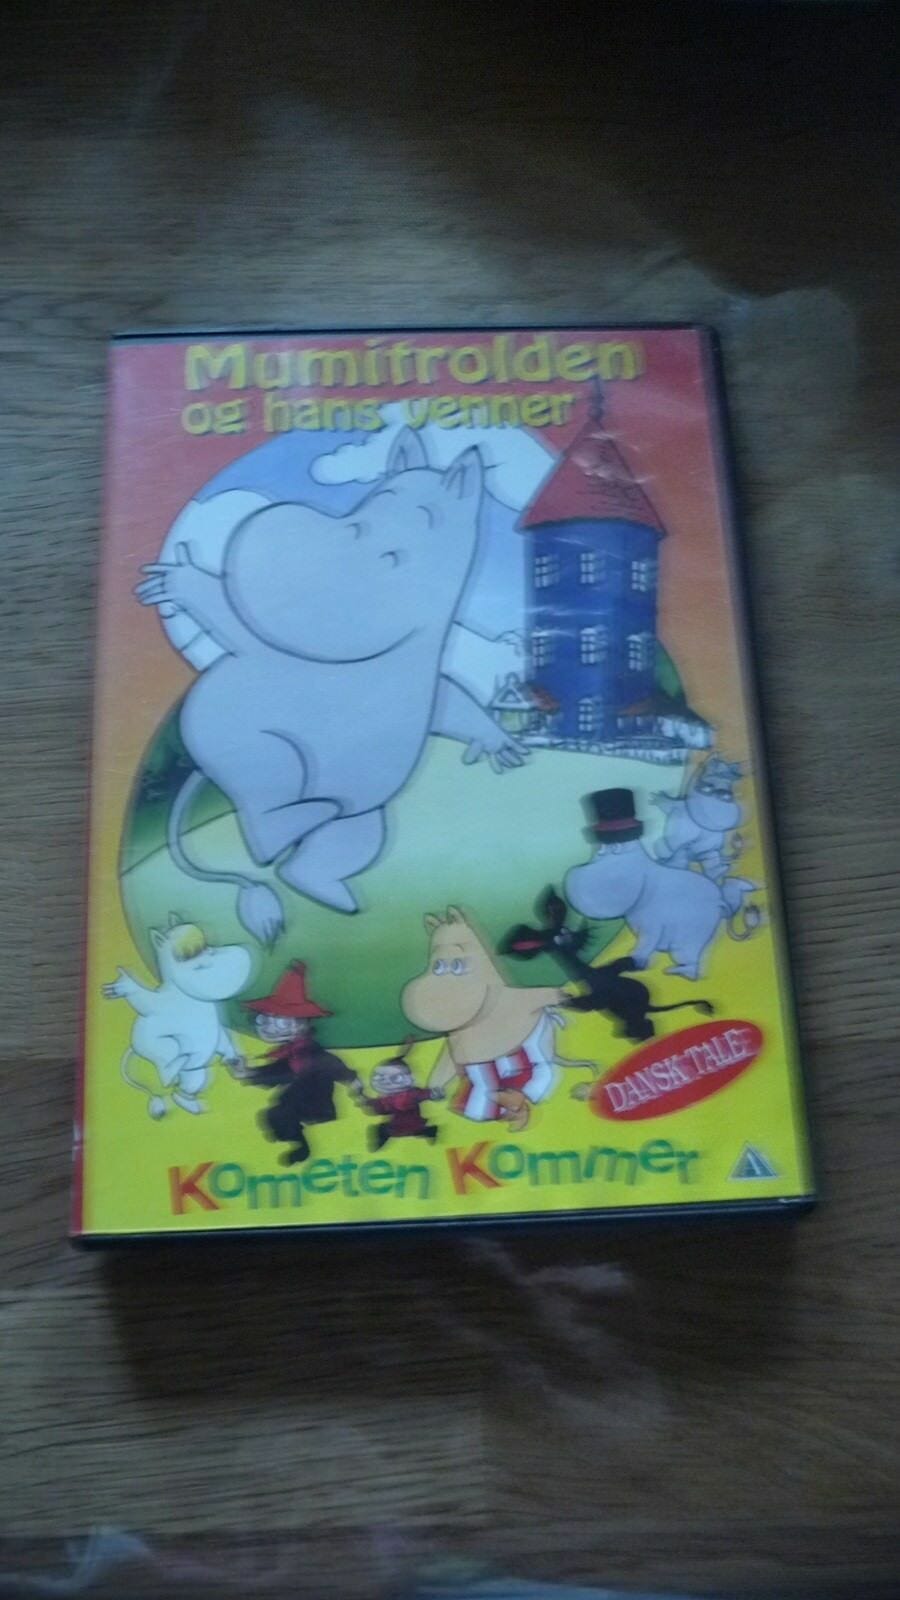 Mumitrolden
og hans venner
DANSK TALE
Kometen Kommer
A